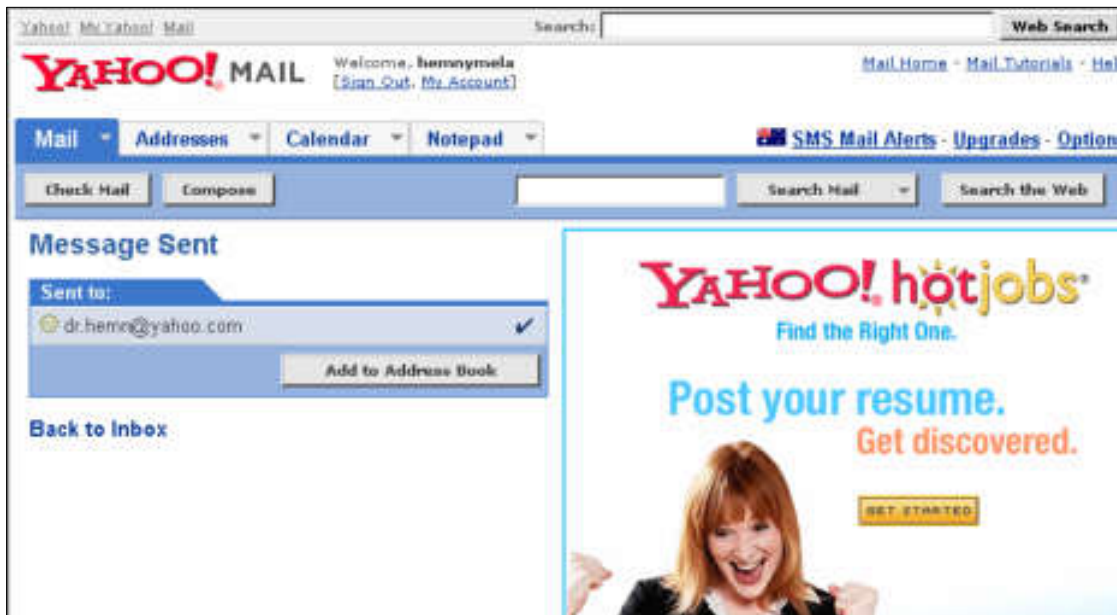 Yahoo! My Yahoo! Mail
Search:
Web Search
YAHOO! MAIL
Welcome, hemnymela
[Sign Out, My Account]
Mail Home - Mail Tutorials - Hel
Mail
Addresses
Calendar
Notepad
SMS Mail Alerts - Upgrades - Option
Check Mail
Compose
Search Mail
Search the Web
Message Sent
Sent to:
dr.hemn@yahoo.com
Add to Address Book
Back to Inbox
YAHOO! hotjobs
Find the Right One.
Post your resume.
Get discovered.
GET STARTED